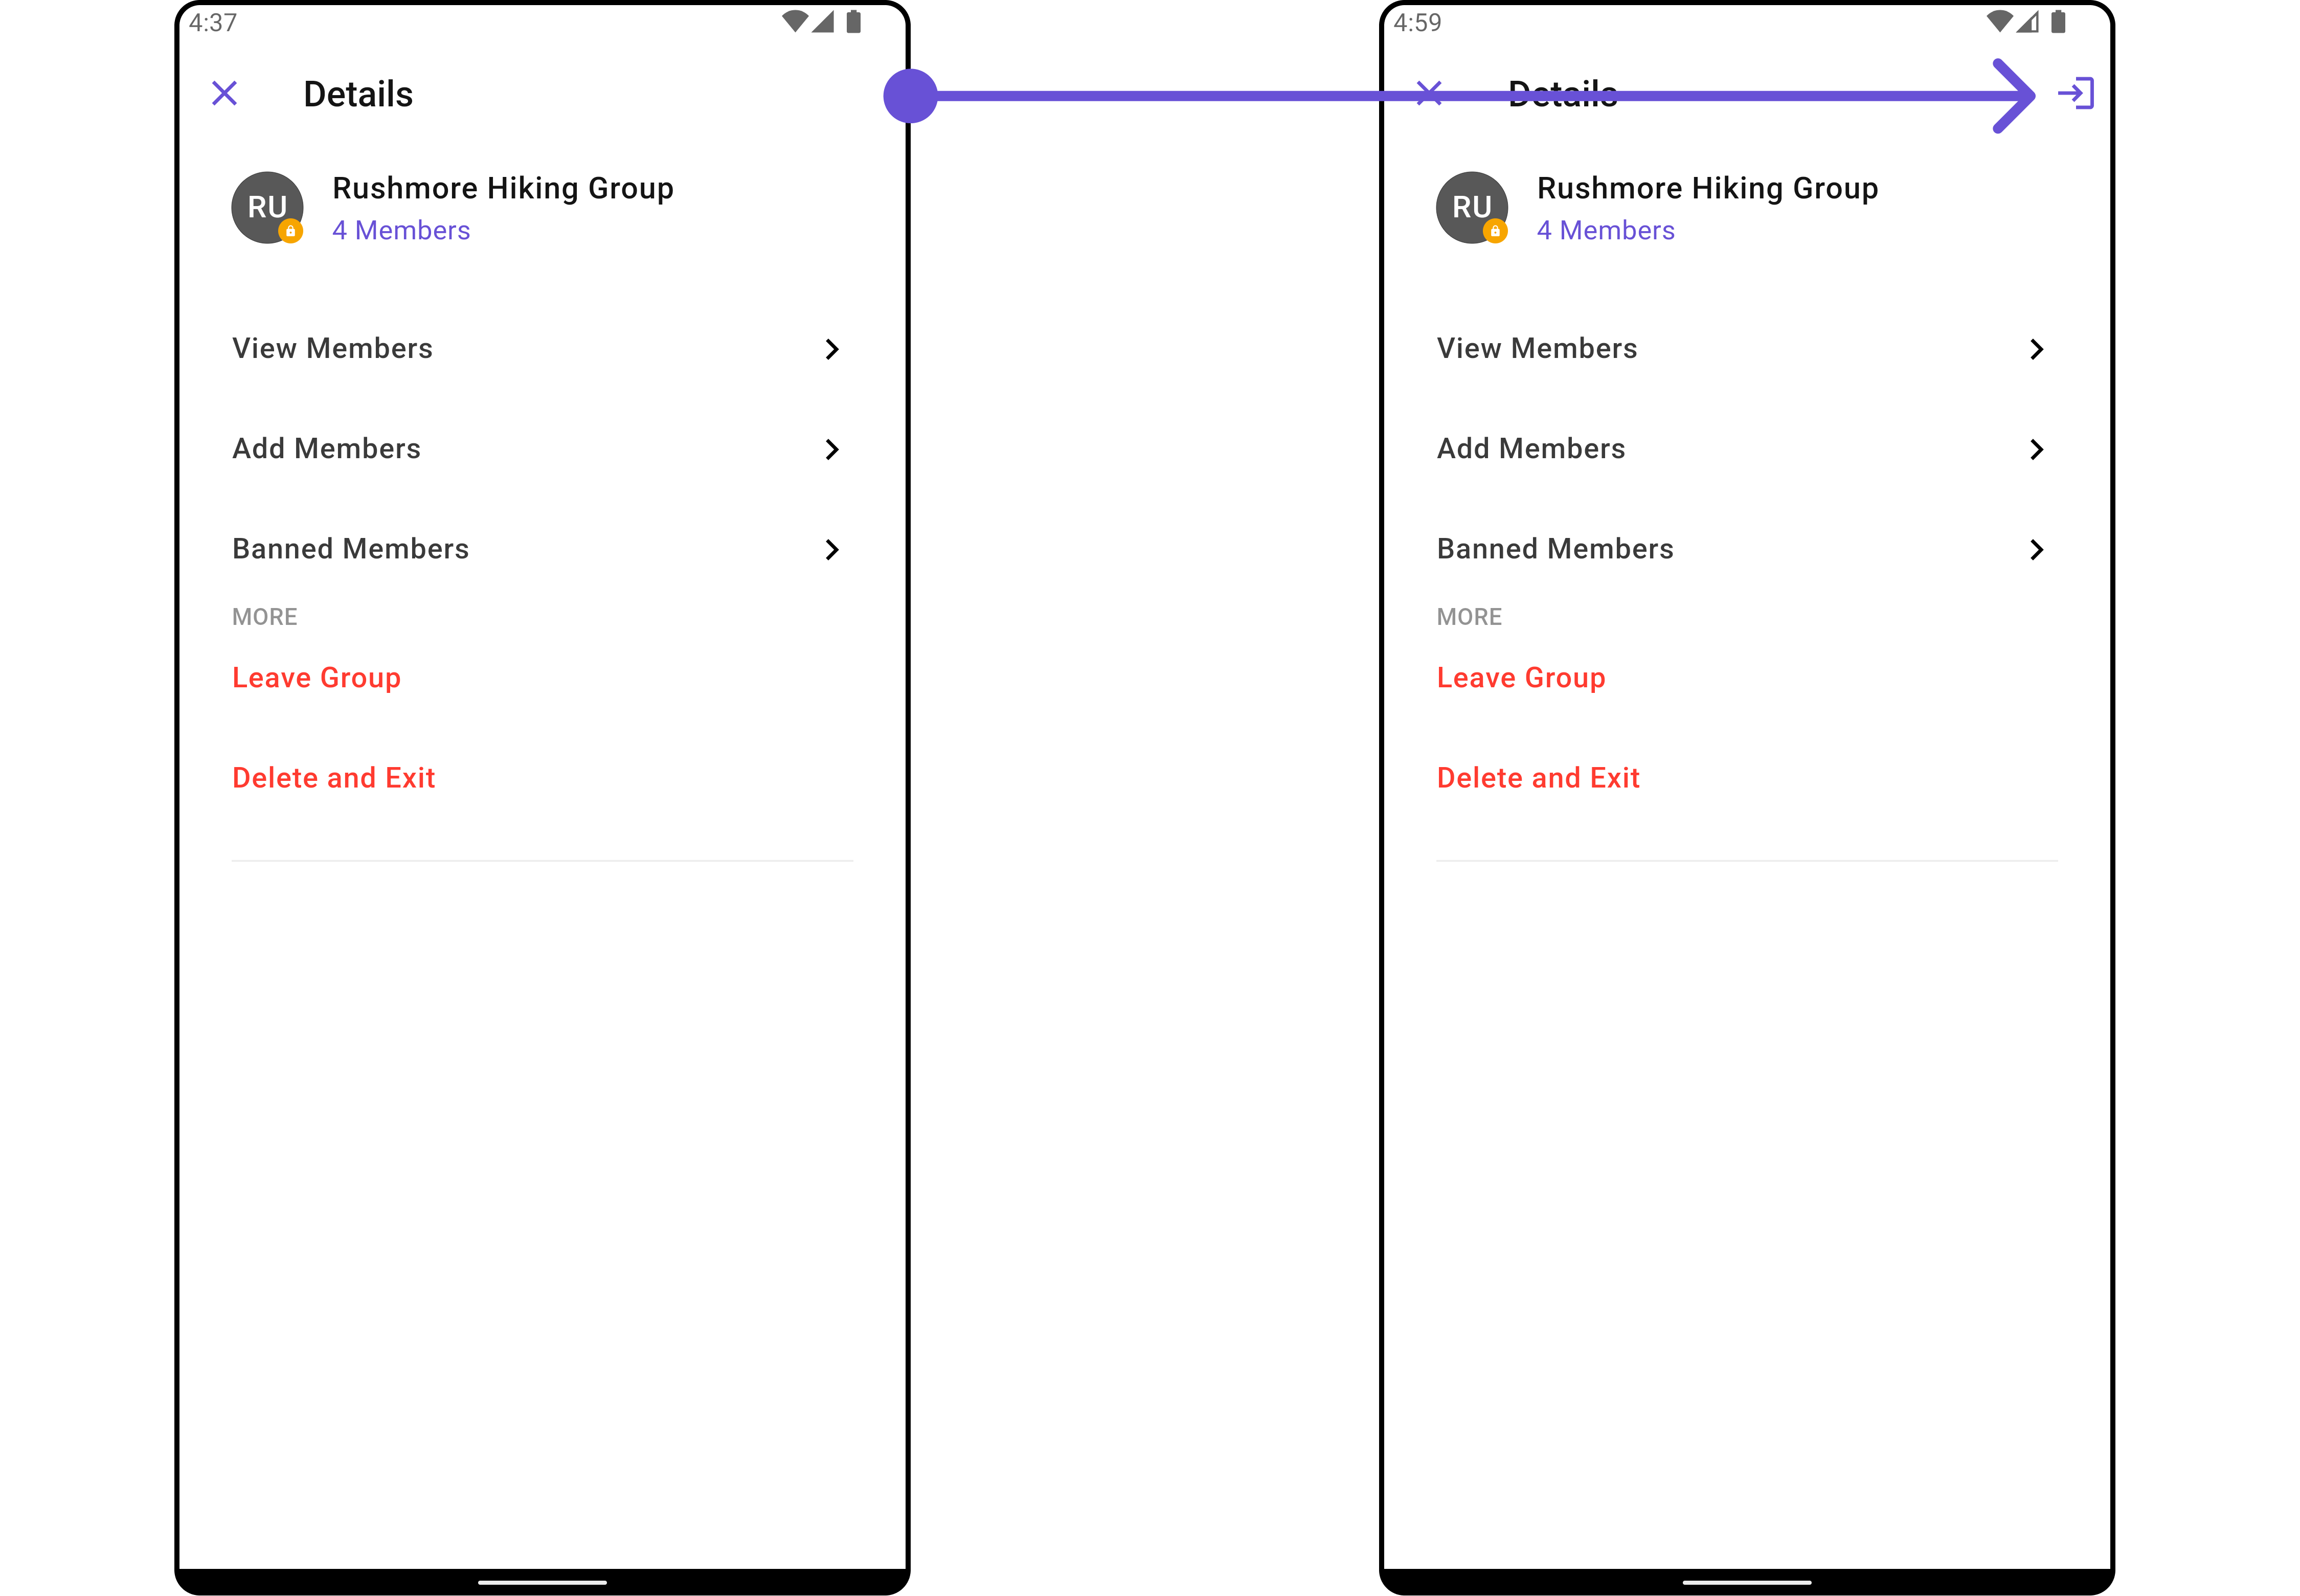 4:37
Details
RU
Rushmore Hiking Group
4 Members
View Members
Add Members
Banned Members
MORE
Leave Group
Delete and Exit
4:59
Details
RU
Rushmore Hiking Group
4 Members
View Members
Add Members
Banned Members
MORE
Leave Group
Delete and Exit